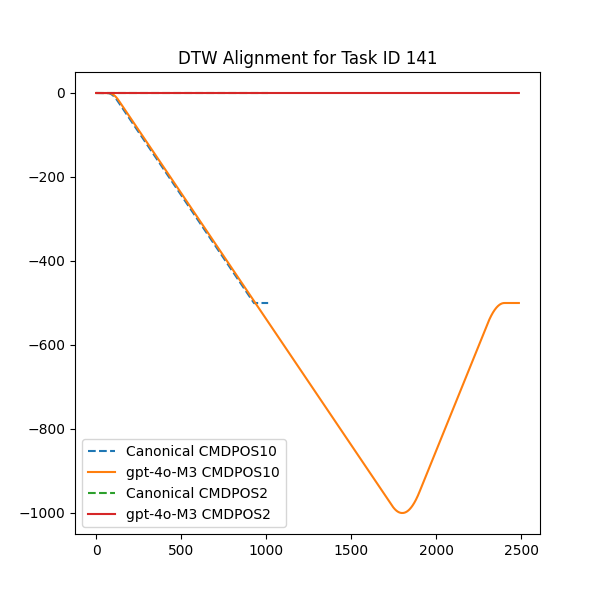 DTW Alignment for Task ID 141
0
−200
−400
−600
−800
−1000
Canonical CMDPOS10
gpt-4o-M3 CMDPOS10
Canonical CMDPOS2
gpt-4o-M3 CMDPOS2
0 500 1000 1500 2000 2500